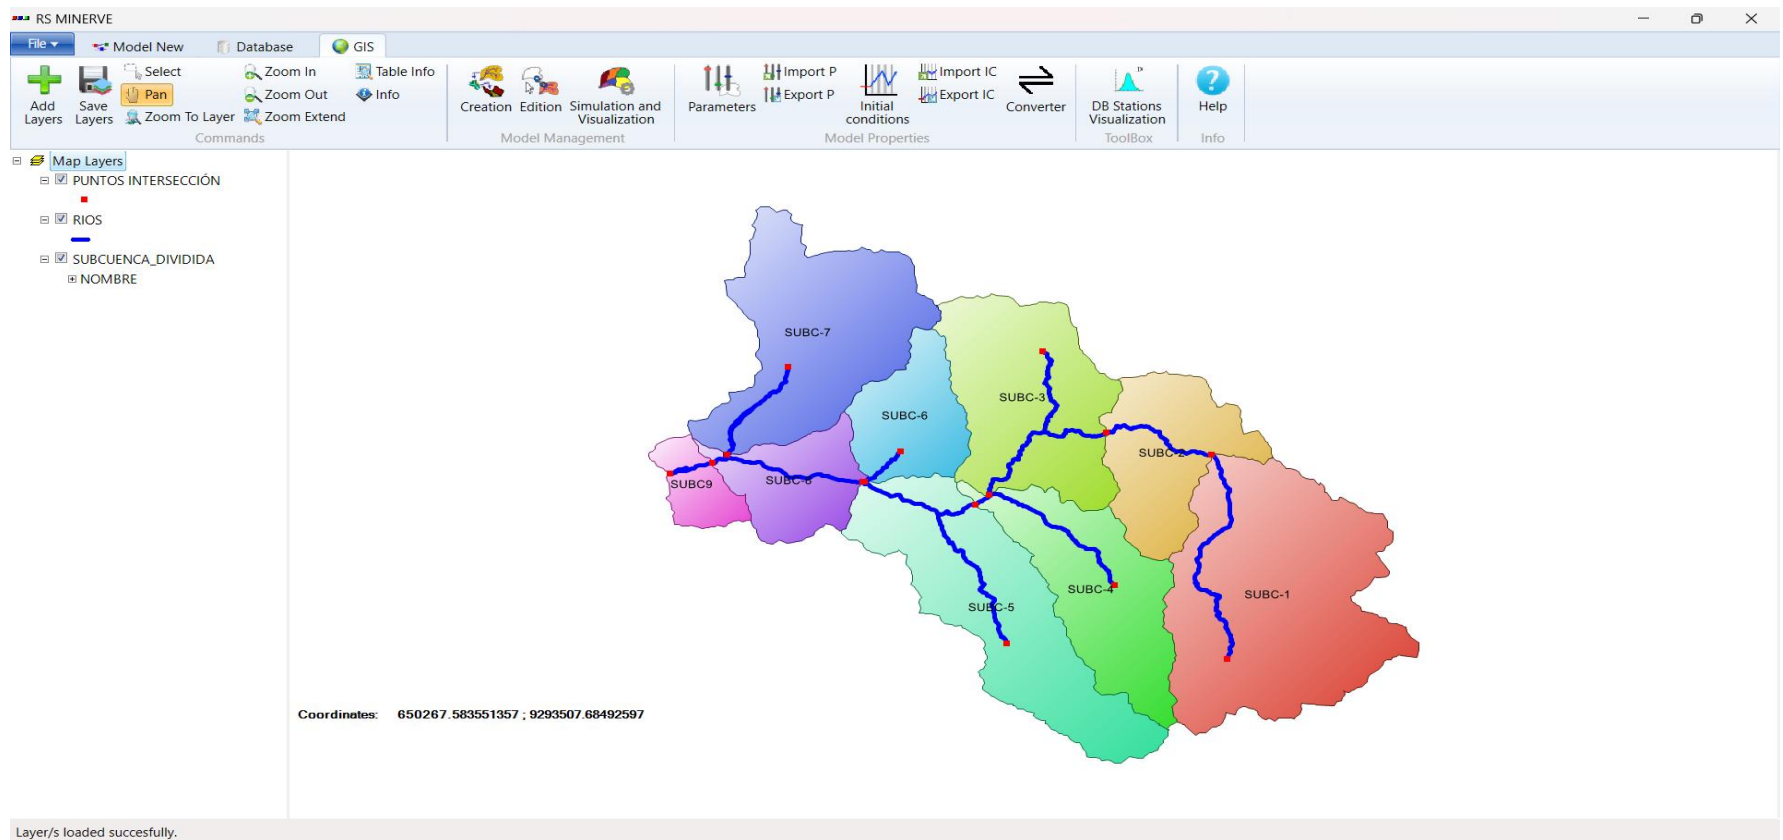 RS MINERVE
File Model New Database GIS
Add Layers
Save Layers
Select
Pan
Zoom To Layer
Zoom In
Zoom Out
Zoom Extend
Table Info
Info
Commands
Creation
Edition
Simulation and Visualization
Model Management
Parameters
Import P
Export P
Initial conditions
Import IC
Export IC
Converter
Model Properties
DB Stations Visualization
ToolBox
Help
Info
Map Layers
PUNTOS INTERSECCIÓN
RIOS
SUBCUENCA_DIVIDIDA
NOMBRE
SUBC-7
SUBC-3
SUBC-6
SUBC-2
SUBC-8
SUBC9
SUBC-4
SUBC-1
SUBC-5
Coordinates: 650267.583551357 ; 9293507.68492597
Layer/s loaded succesfully.